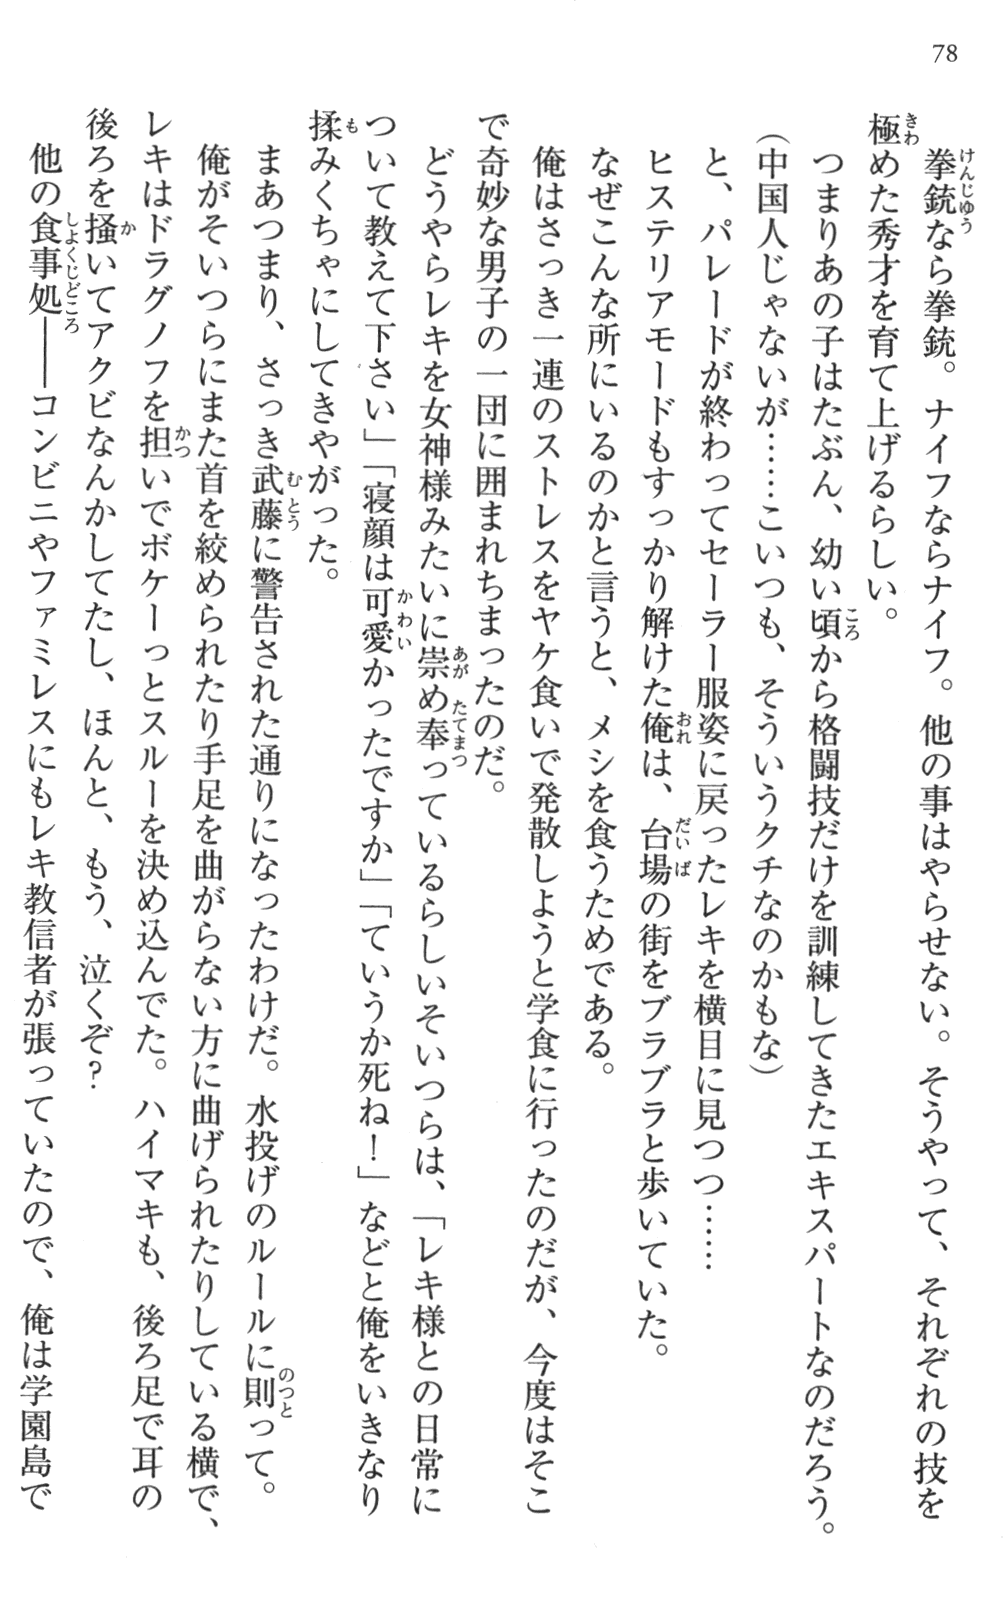 78
　拳銃なら拳銃。ナイフならナイフ。他の事はやらせない。そうやって、それぞれの技を
極めた秀才を育て上げるらしい。
　つまりあの子はたぶん、幼い頃から格闘技だけを訓練してきたエキスパートなのだろう。
（中国人じゃないが……こいつも、そういうクチなのかもな）
　と、パレードが終わってセーラー服姿に戻ったレキを横目に見つつ……
　ヒステリアモードもすっかり解けた俺は、台場の街をブラブラと歩いていた。
　なぜこんな所にいるのかと言うと、メシを食うためである。
　俺はさっき一連のストレスをヤケ食いで発散しようと学食に行ったのだが、今度はそこ
で奇妙な男子の一団に囲まれちまったのだ。
　どうやらレキを女神様みたいに崇め奉っているらしいそいつらは、「レキ様との日常に
ついて教えて下さい」「寝顔は可愛かったですか」「ていうか死ね！」などと俺をいきなり
揉みくちゃにしてきやがった。
　まあつまり、さっき武藤に警告された通りになったわけだ。水投げのルールに則って。
　俺がそいつらにまた首を絞められたり手足を曲がらない方に曲げられたりしている横で、
レキはドラグノフを担いでボケーっとスルーを決め込んでた。ハイマキも、後ろ足で耳の
後ろを掻いてアクビなんかしてたし、ほんと、もう、泣くぞ？
　他の食事処――コンビニやファミレスにもレキ教信者が張っていたので、俺は学園島で